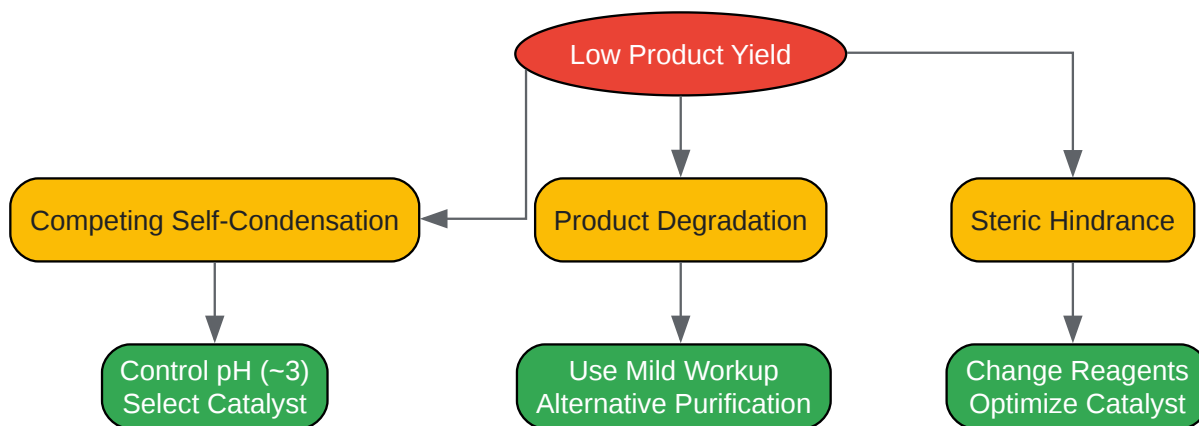 Low Product Yield
Competing Self-Condensation
Product Degradation
Steric Hindrance
Control pH (~3)
Select Catalyst
Use Mild Workup
Alternative Purification
Change Reagents
Optimize Catalyst